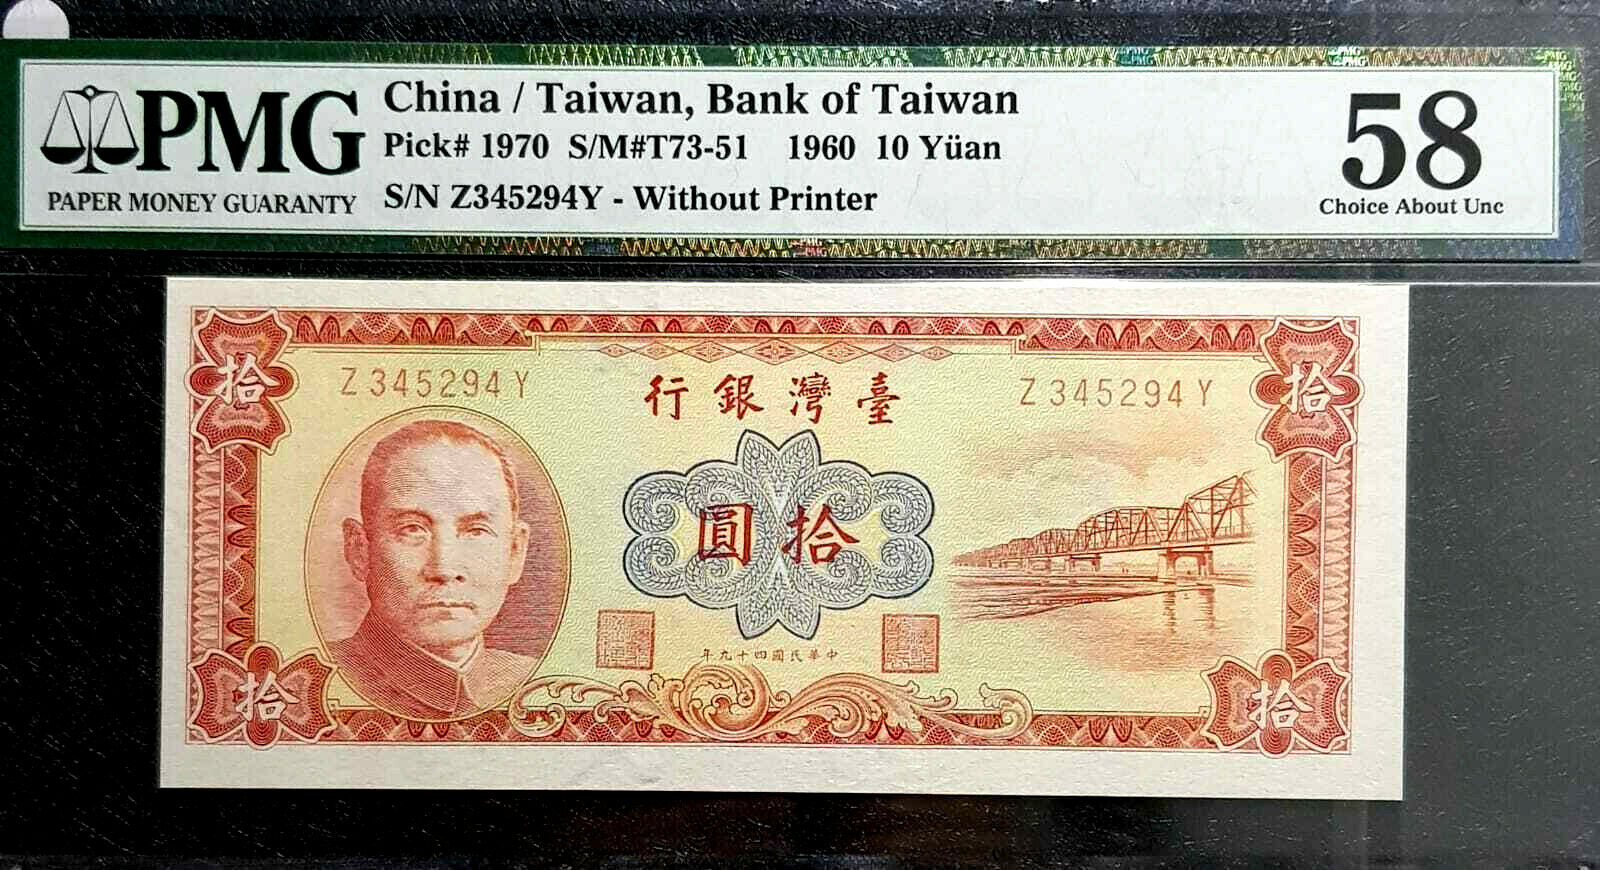 PMG
PAPER MONEY GUARANTY
China / Taiwan, Bank of Taiwan
Pick# 1970 S/M#T73-51 1960 10 Yüan
S/N Z345294Y - Without Printer
58
Choice About Unc
拾
Z345294Y
行銀灣臺
Z345294Y
拾
圓拾
年九十四國民華中
拾
拾